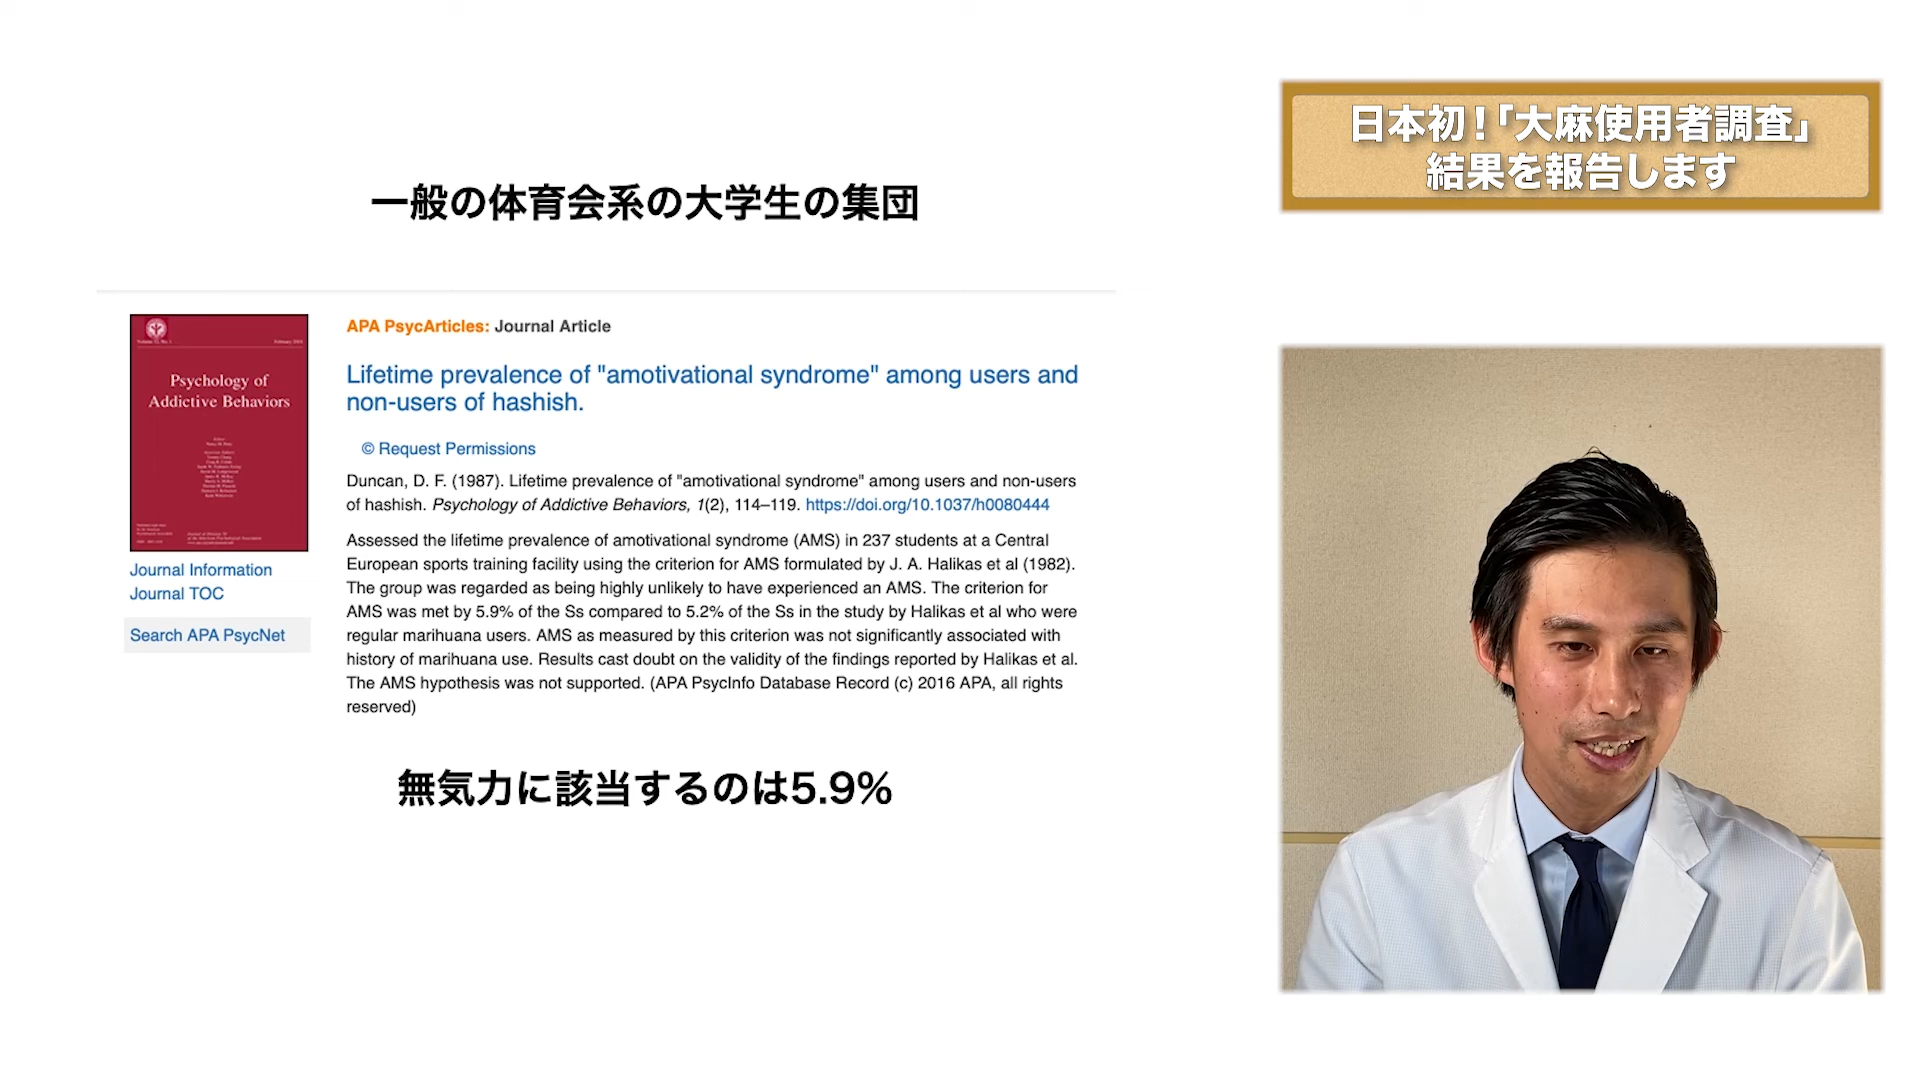 日本初！「大麻使用者調査」
結果を報告します
一般の体育会系の大学生の集団
Psychology of
Addictive Behaviors
Journal Information
Journal TOC
Search APA PsycNet
APA PsycArticles: Journal Article
Lifetime prevalence of "amotivational syndrome" among users and
non-users of hashish.
© Request Permissions
Duncan, D. F. (1987). Lifetime prevalence of "amotivational syndrome" among users and non-users
of hashish. Psychology of Addictive Behaviors, 1(2), 114–119. https://doi.org/10.1037/h0080444
Assessed the lifetime prevalence of amotivational syndrome (AMS) in 237 students at a Central
European sports training facility using the criterion for AMS formulated by J. A. Halikas et al (1982).
The group was regarded as being highly unlikely to have experienced an AMS. The criterion for
AMS was met by 5.9% of the Ss compared to 5.2% of the Ss in the study by Halikas et al who were
regular marihuana users. AMS as measured by this criterion was not significantly associated with
history of marihuana use. Results cast doubt on the validity of the findings reported by Halikas et al.
The AMS hypothesis was not supported. (APA PsycInfo Database Record (c) 2016 APA, all rights
reserved)
無気力に該当するのは5.9%